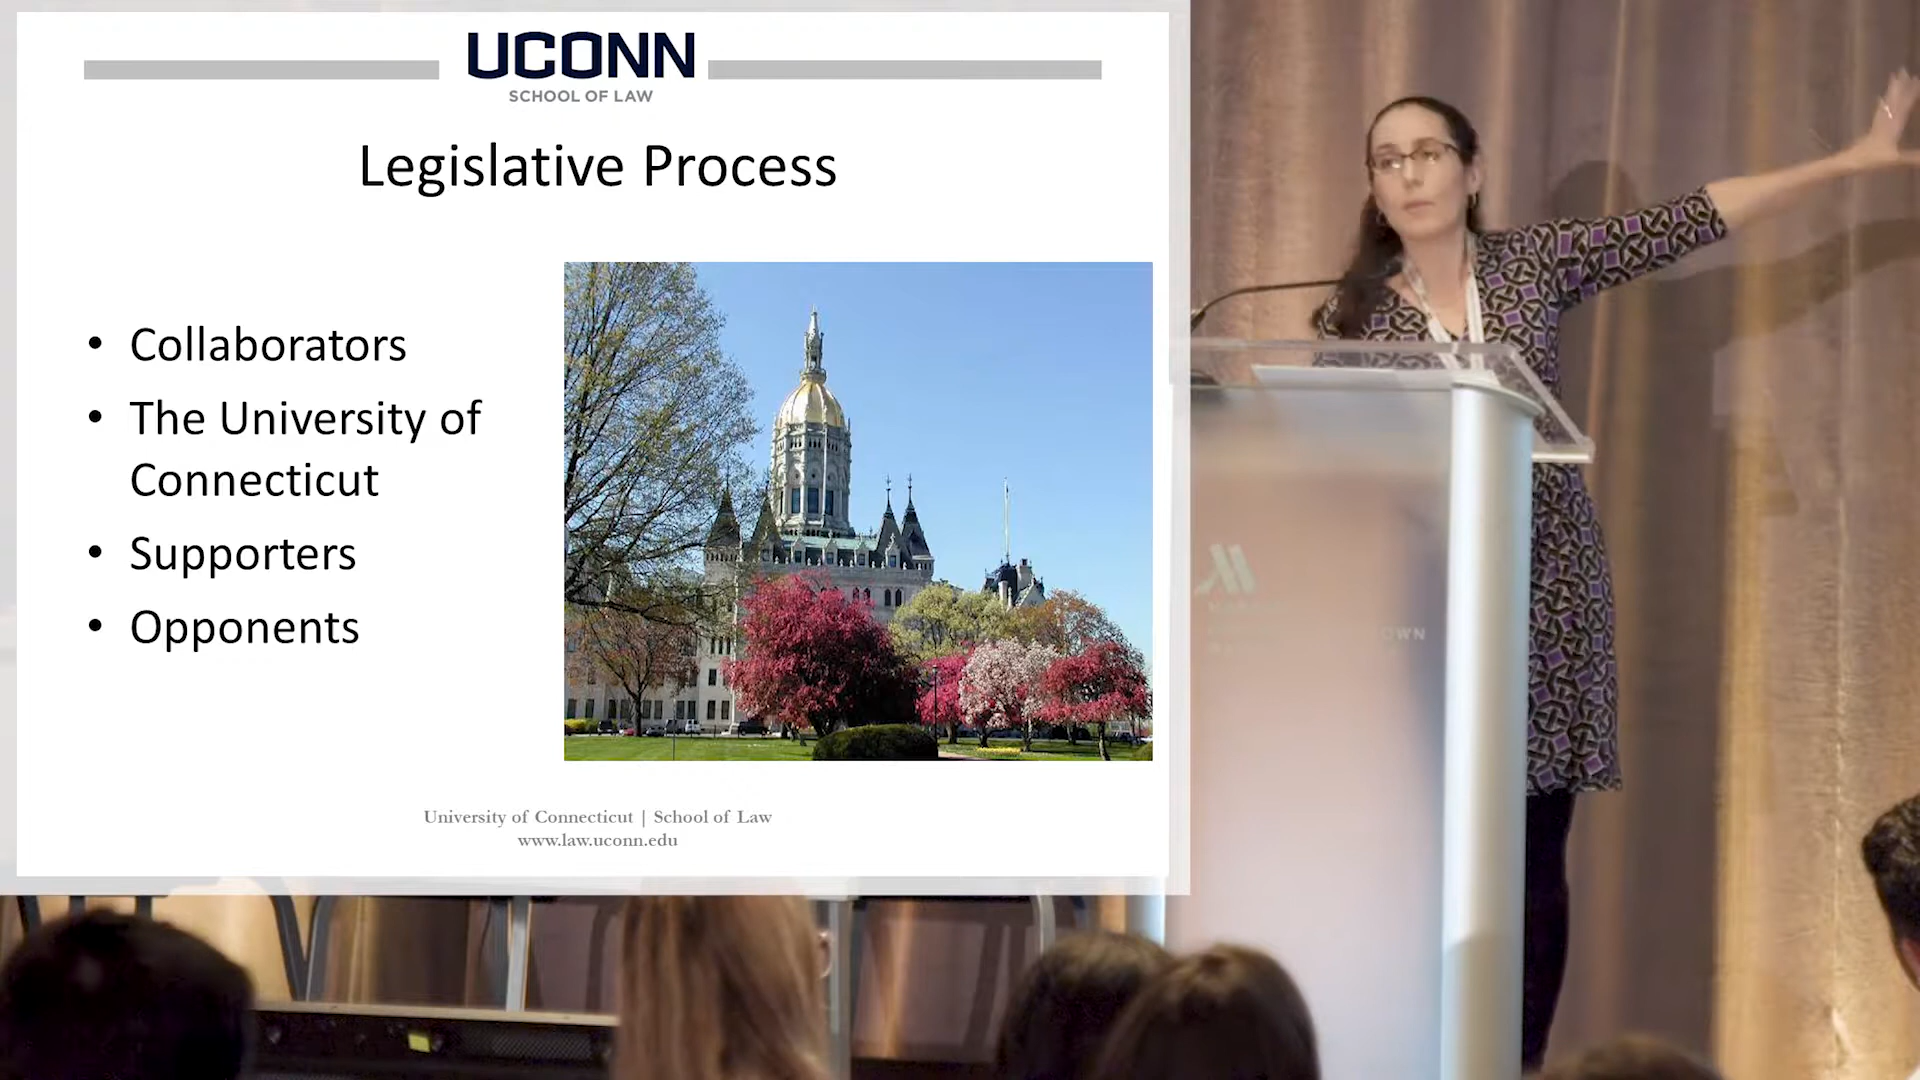 UCONN
SCHOOL OF LAW
Legislative Process
• Collaborators
• The University of
Connecticut
• Supporters
• Opponents
University of Connecticut | School of Law
www.law.uconn.edu